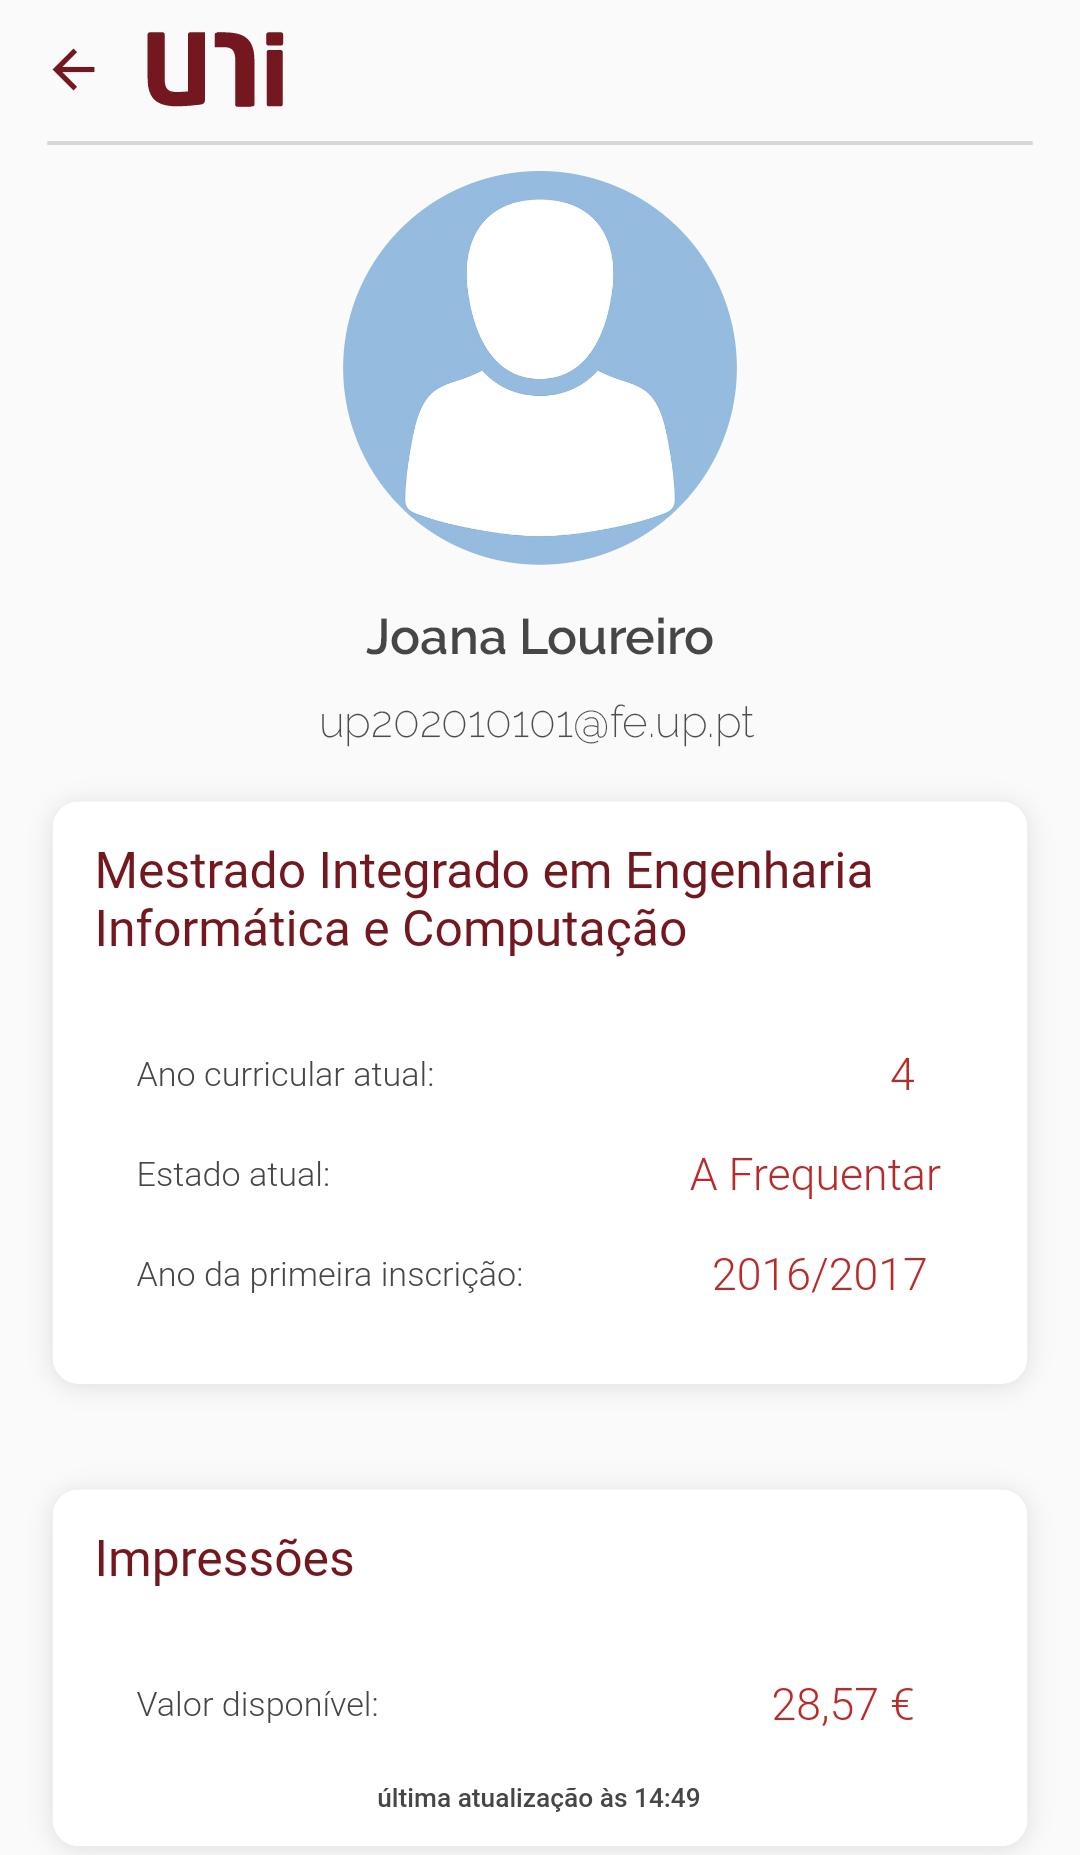 uni
Joana Loureiro
up202010101@fe.up.pt
Mestrado Integrado em Engenharia
Informática e Computação
Ano curricular atual: 4
Estado atual: A Frequentar
Ano da primeira inscrição: 2016/2017
Impressões
Valor disponível: 28,57 €
última atualização às 14:49